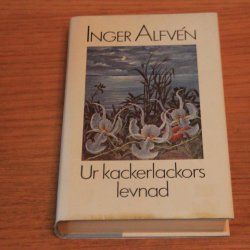 INGER ALFVÉN
Ur kackerlackors
levnad